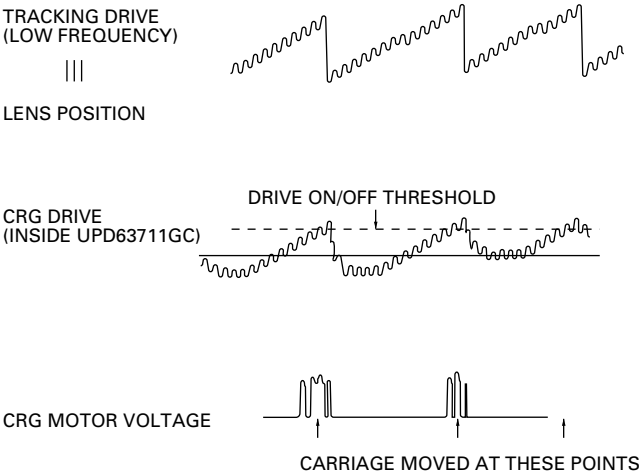 TRACKING DRIVE
(LOW FREQUENCY)
LENS POSITION
DRIVE ON/OFF THRESHOLD
CRG DRIVE
(INSIDE UPD63711GC)
CRG MOTOR VOLTAGE
CARRIAGE MOVED AT THESE POINTS